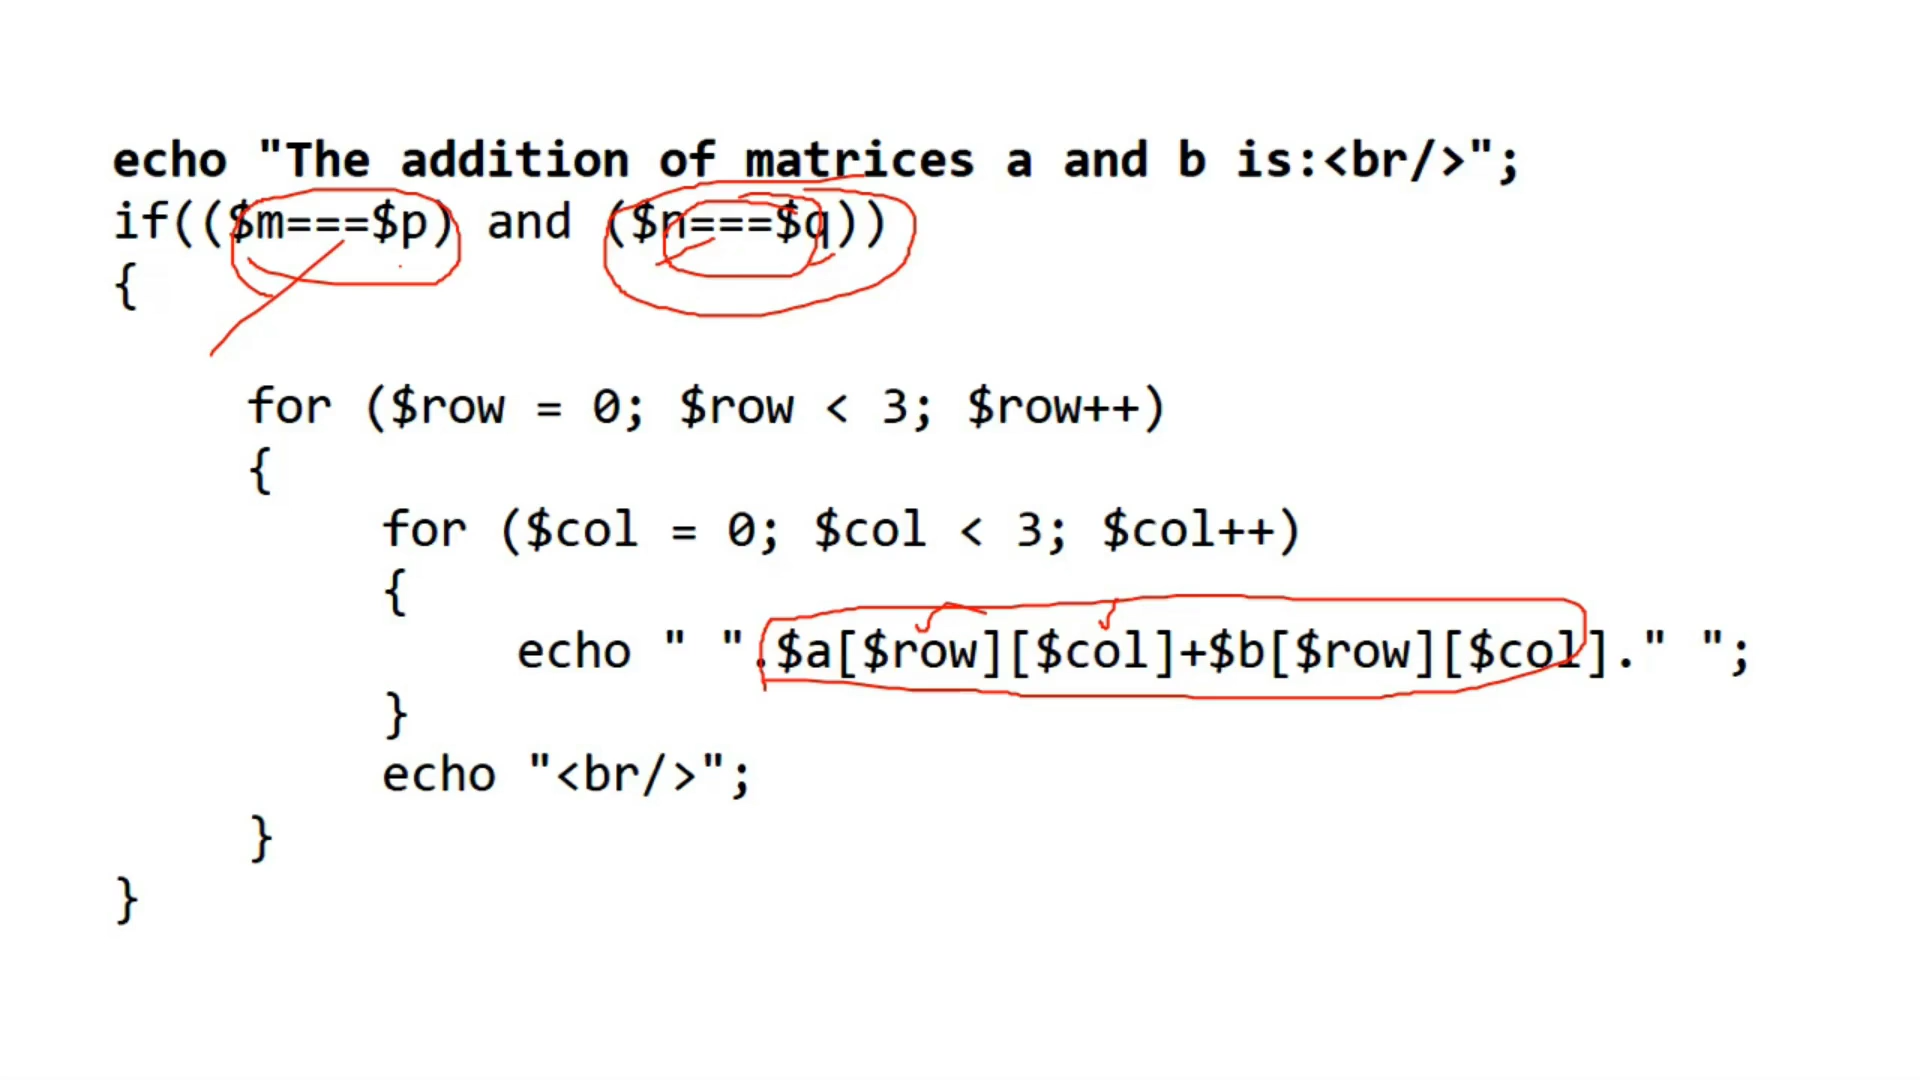 echo "The addition of matrices a and b is:<br/>";
if(($m===$p) and ($n===$q))
{
for ($row = 0; $row < 3; $row++)
{
for ($col = 0; $col < 3; $col++)
{
echo " ".$a[$row][$col]+$b[$row][$col]." ";
}
echo "<br/>";
}
}